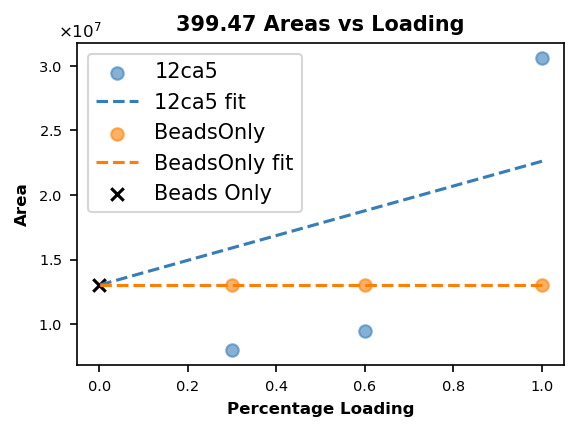 399.47 Areas vs Loading
×10⁷
12ca5
12ca5 fit
BeadsOnly
BeadsOnly fit
Beads Only
3.0
2.5
2.0
1.5
1.0
Area
0.0 0.2 0.4 0.6 0.8 1.0
Percentage Loading